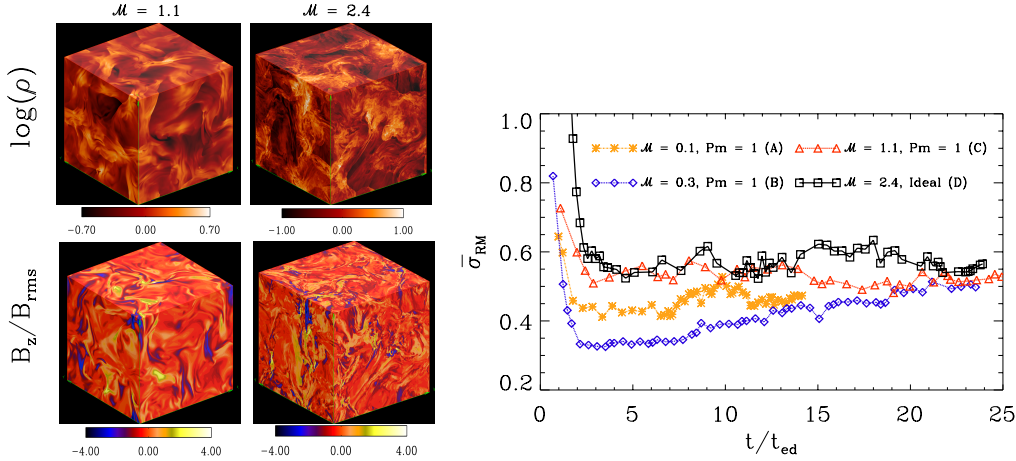 ℳ = 1.1 ℳ = 2.4
log(ρ)
−0.70 0.00 0.70 −1.00 0.00 1.00
B_z/B_rms
−4.00 0.00 4.00 −4.00 0.00 4.00
1.0
0.8
0.6
0.4
0.2
σ̄_RM
ℳ = 0.1, Pm = 1 (A) ℳ = 1.1, Pm = 1 (C)
ℳ = 0.3, Pm = 1 (B) ℳ = 2.4, Ideal (D)
0 5 10 15 20 25
t/t_ed